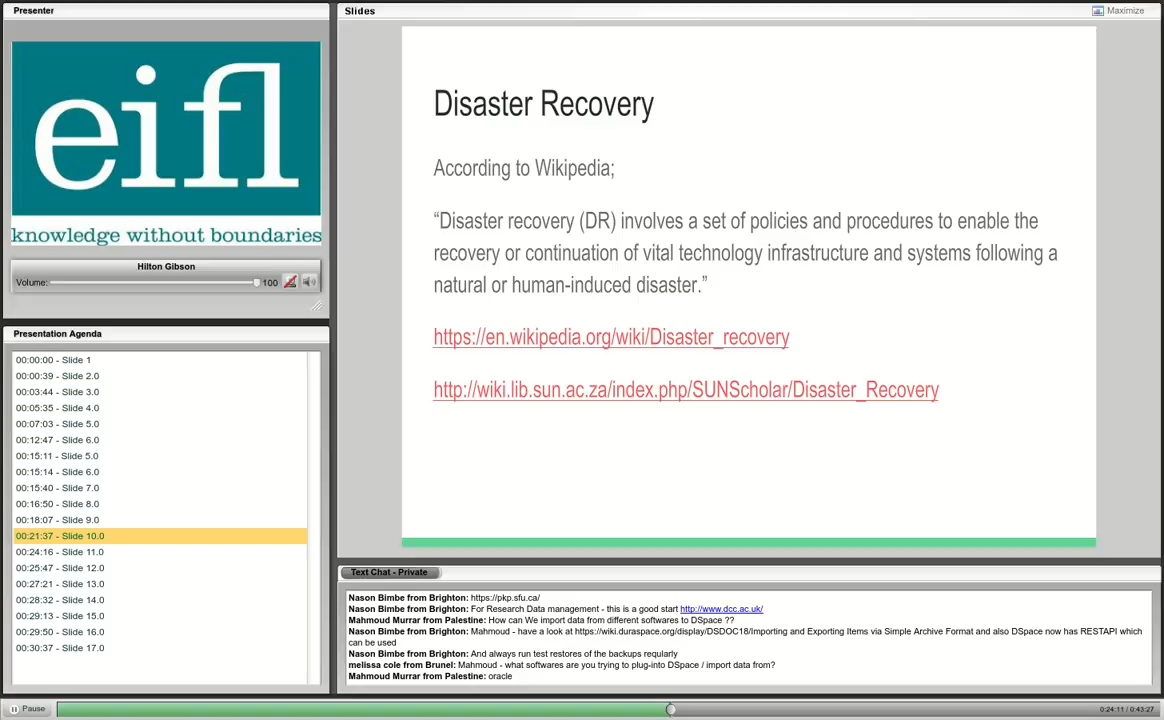 Presenter
eifl
knowledge without boundaries
Hilton Gibson
Volume: 100
Presentation Agenda
00:00:00 - Slide 1
00:00:39 - Slide 2.0
00:03:44 - Slide 3.0
00:05:35 - Slide 4.0
00:07:03 - Slide 5.0
00:12:47 - Slide 6.0
00:15:11 - Slide 5.0
00:15:14 - Slide 6.0
00:15:40 - Slide 7.0
00:16:50 - Slide 8.0
00:18:07 - Slide 9.0
00:21:37 - Slide 10.0
00:24:16 - Slide 11.0
00:25:47 - Slide 12.0
00:27:21 - Slide 13.0
00:28:32 - Slide 14.0
00:29:13 - Slide 15.0
00:29:50 - Slide 16.0
00:30:37 - Slide 17.0
Slides
Maximize
Disaster Recovery
According to Wikipedia;
“Disaster recovery (DR) involves a set of policies and procedures to enable the
recovery or continuation of vital technology infrastructure and systems following a
natural or human-induced disaster.”
https://en.wikipedia.org/wiki/Disaster_recovery
http://wiki.lib.sun.ac.za/index.php/SUNScholar/Disaster_Recovery
Text Chat - Private
Nason Bimbe from Brighton: https://pkp.sfu.ca/
Nason Bimbe from Brighton: For Research Data management - this is a good start http://www.dcc.ac.uk/
Mahmoud Murrar from Palestine: How can We import data from different softwares to DSpace ??
Nason Bimbe from Brighton: Mahmoud - have a look at https://wiki.duraspace.org/display/DSDOC18/Importing and Exporting Items via Simple Archive Format and also DSpace now has RESTAPI which
can be used
Nason Bimbe from Brighton: And always run test restores of the backups reqularly
melissa cole from Brunel: Mahmoud - what softwares are you trying to plug-into DSpace / import data from?
Mahmoud Murrar from Palestine: oracle
Pause
0:24:11 / 0:43:27